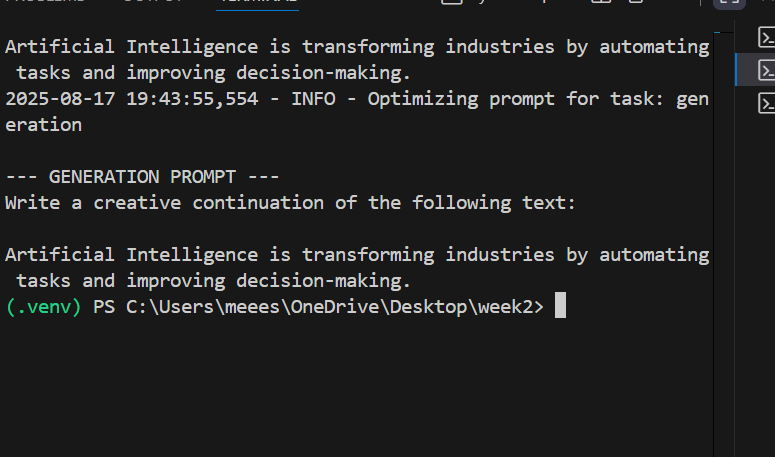 Artificial Intelligence is transforming industries by automating
tasks and improving decision-making.
2025-08-17 19:43:55,554 - INFO - Optimizing prompt for task: gen
eration
--- GENERATION PROMPT ---
Write a creative continuation of the following text:
Artificial Intelligence is transforming industries by automating
tasks and improving decision-making.
(.venv) PS C:\Users\meees\OneDrive\Desktop\week2>